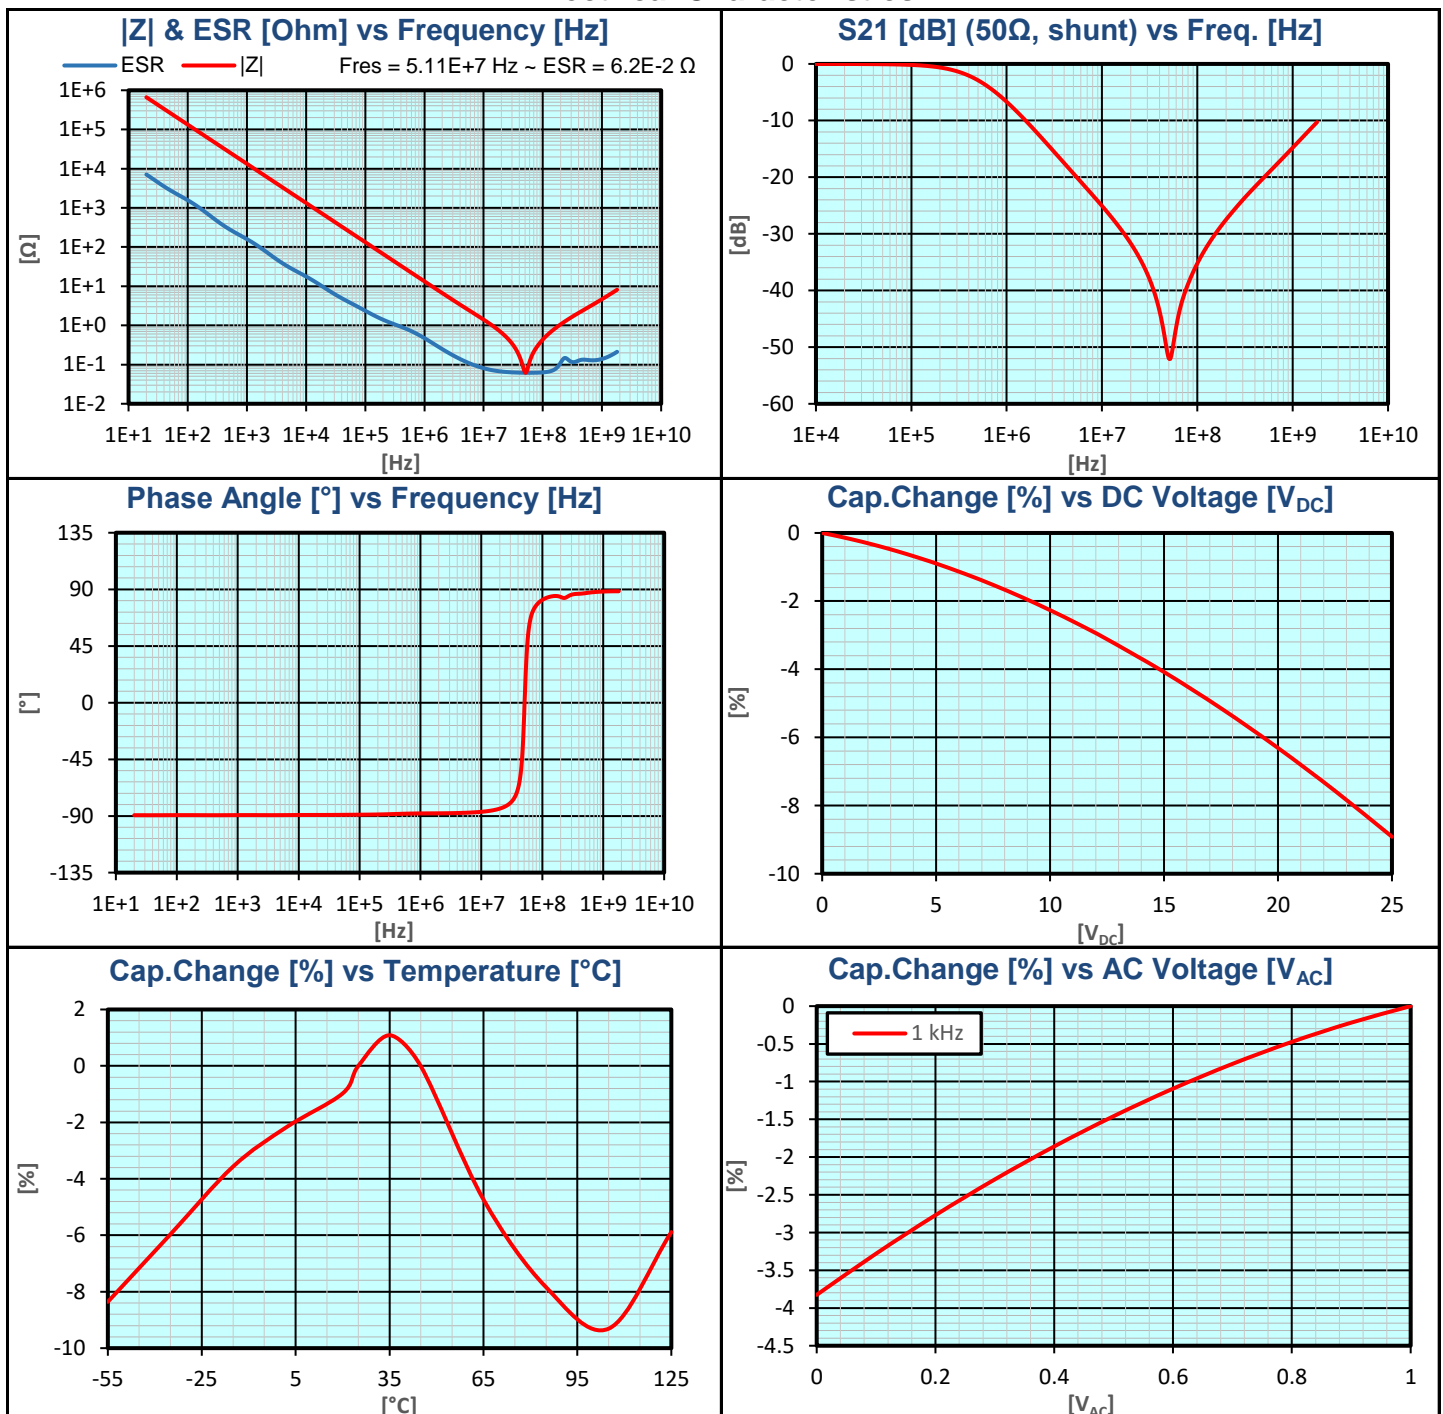 |Z| & ESR [Ohm] vs Frequency [Hz]
ESR |Z| Fres = 5.11E+7 Hz ~ ESR = 6.2E-2 Ω
1E+6
1E+5
1E+4
1E+3
1E+2
1E+1
1E+0
1E-1
1E-2
[Ω]
1E+1 1E+2 1E+3 1E+4 1E+5 1E+6 1E+7 1E+8 1E+9 1E+10
[Hz]
S21 [dB] (50Ω, shunt) vs Freq. [Hz]
0
-10
-20
-30
-40
-50
-60
[dB]
1E+4 1E+5 1E+6 1E+7 1E+8 1E+9 1E+10
[Hz]
Phase Angle [°] vs Frequency [Hz]
135
90
45
0
-45
-90
-135
[°]
1E+1 1E+2 1E+3 1E+4 1E+5 1E+6 1E+7 1E+8 1E+9 1E+10
[Hz]
Cap.Change [%] vs DC Voltage [VDC]
0
-2
-4
-6
-8
-10
[%]
0 5 10 15 20 25
[VDC]
Cap.Change [%] vs Temperature [°C]
2
0
-2
-4
-6
-8
-10
[%]
-55 -25 5 35 65 95 125
[°C]
Cap.Change [%] vs AC Voltage [VAC]
1 kHz
0
-0.5
-1
-1.5
-2
-2.5
-3
-3.5
-4
-4.5
[%]
0 0.2 0.4 0.6 0.8 1
[VAC]